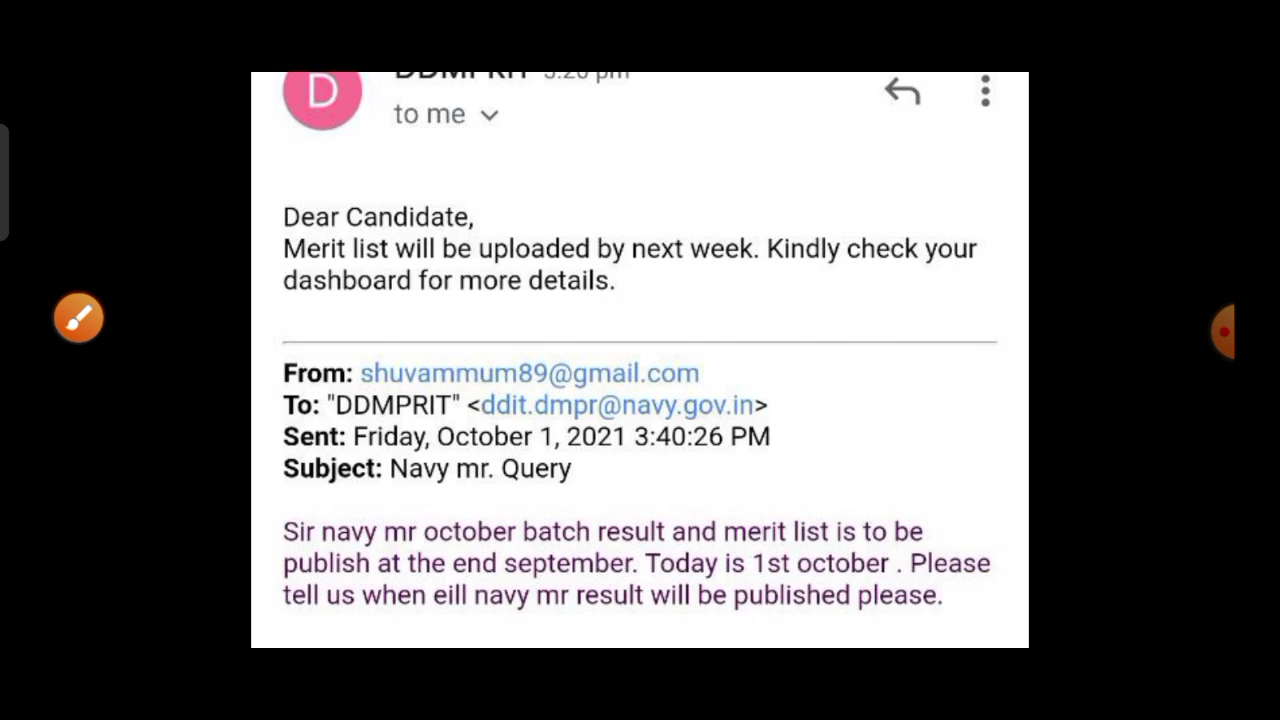 D
DDMPRIT 3:20 pm
to me
Dear Candidate,
Merit list will be uploaded by next week. Kindly check your
dashboard for more details.
From: shuvammum89@gmail.com
To: "DDMPRIT" <ddit.dmpr@navy.gov.in>
Sent: Friday, October 1, 2021 3:40:26 PM
Subject: Navy mr. Query
Sir navy mr october batch result and merit list is to be
publish at the end september. Today is 1st october . Please
tell us when eill navy mr result will be published please.